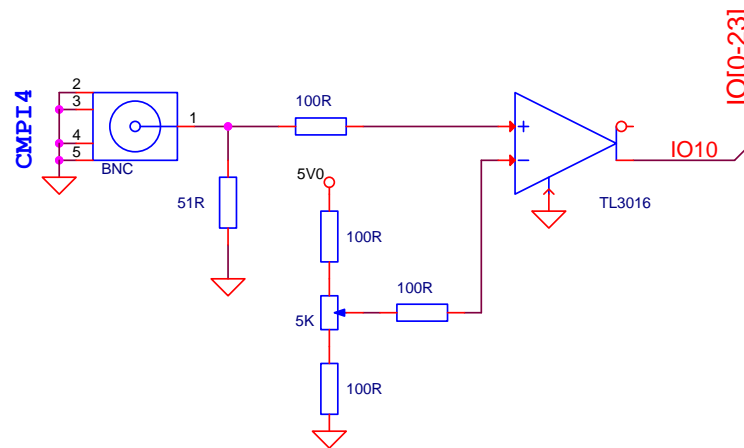 IO[0-23]
CMPI4
2
3
4
5
1
BNC
100R
51R
5V0
100R
5K
100R
100R
+
−
IO10
TL3016